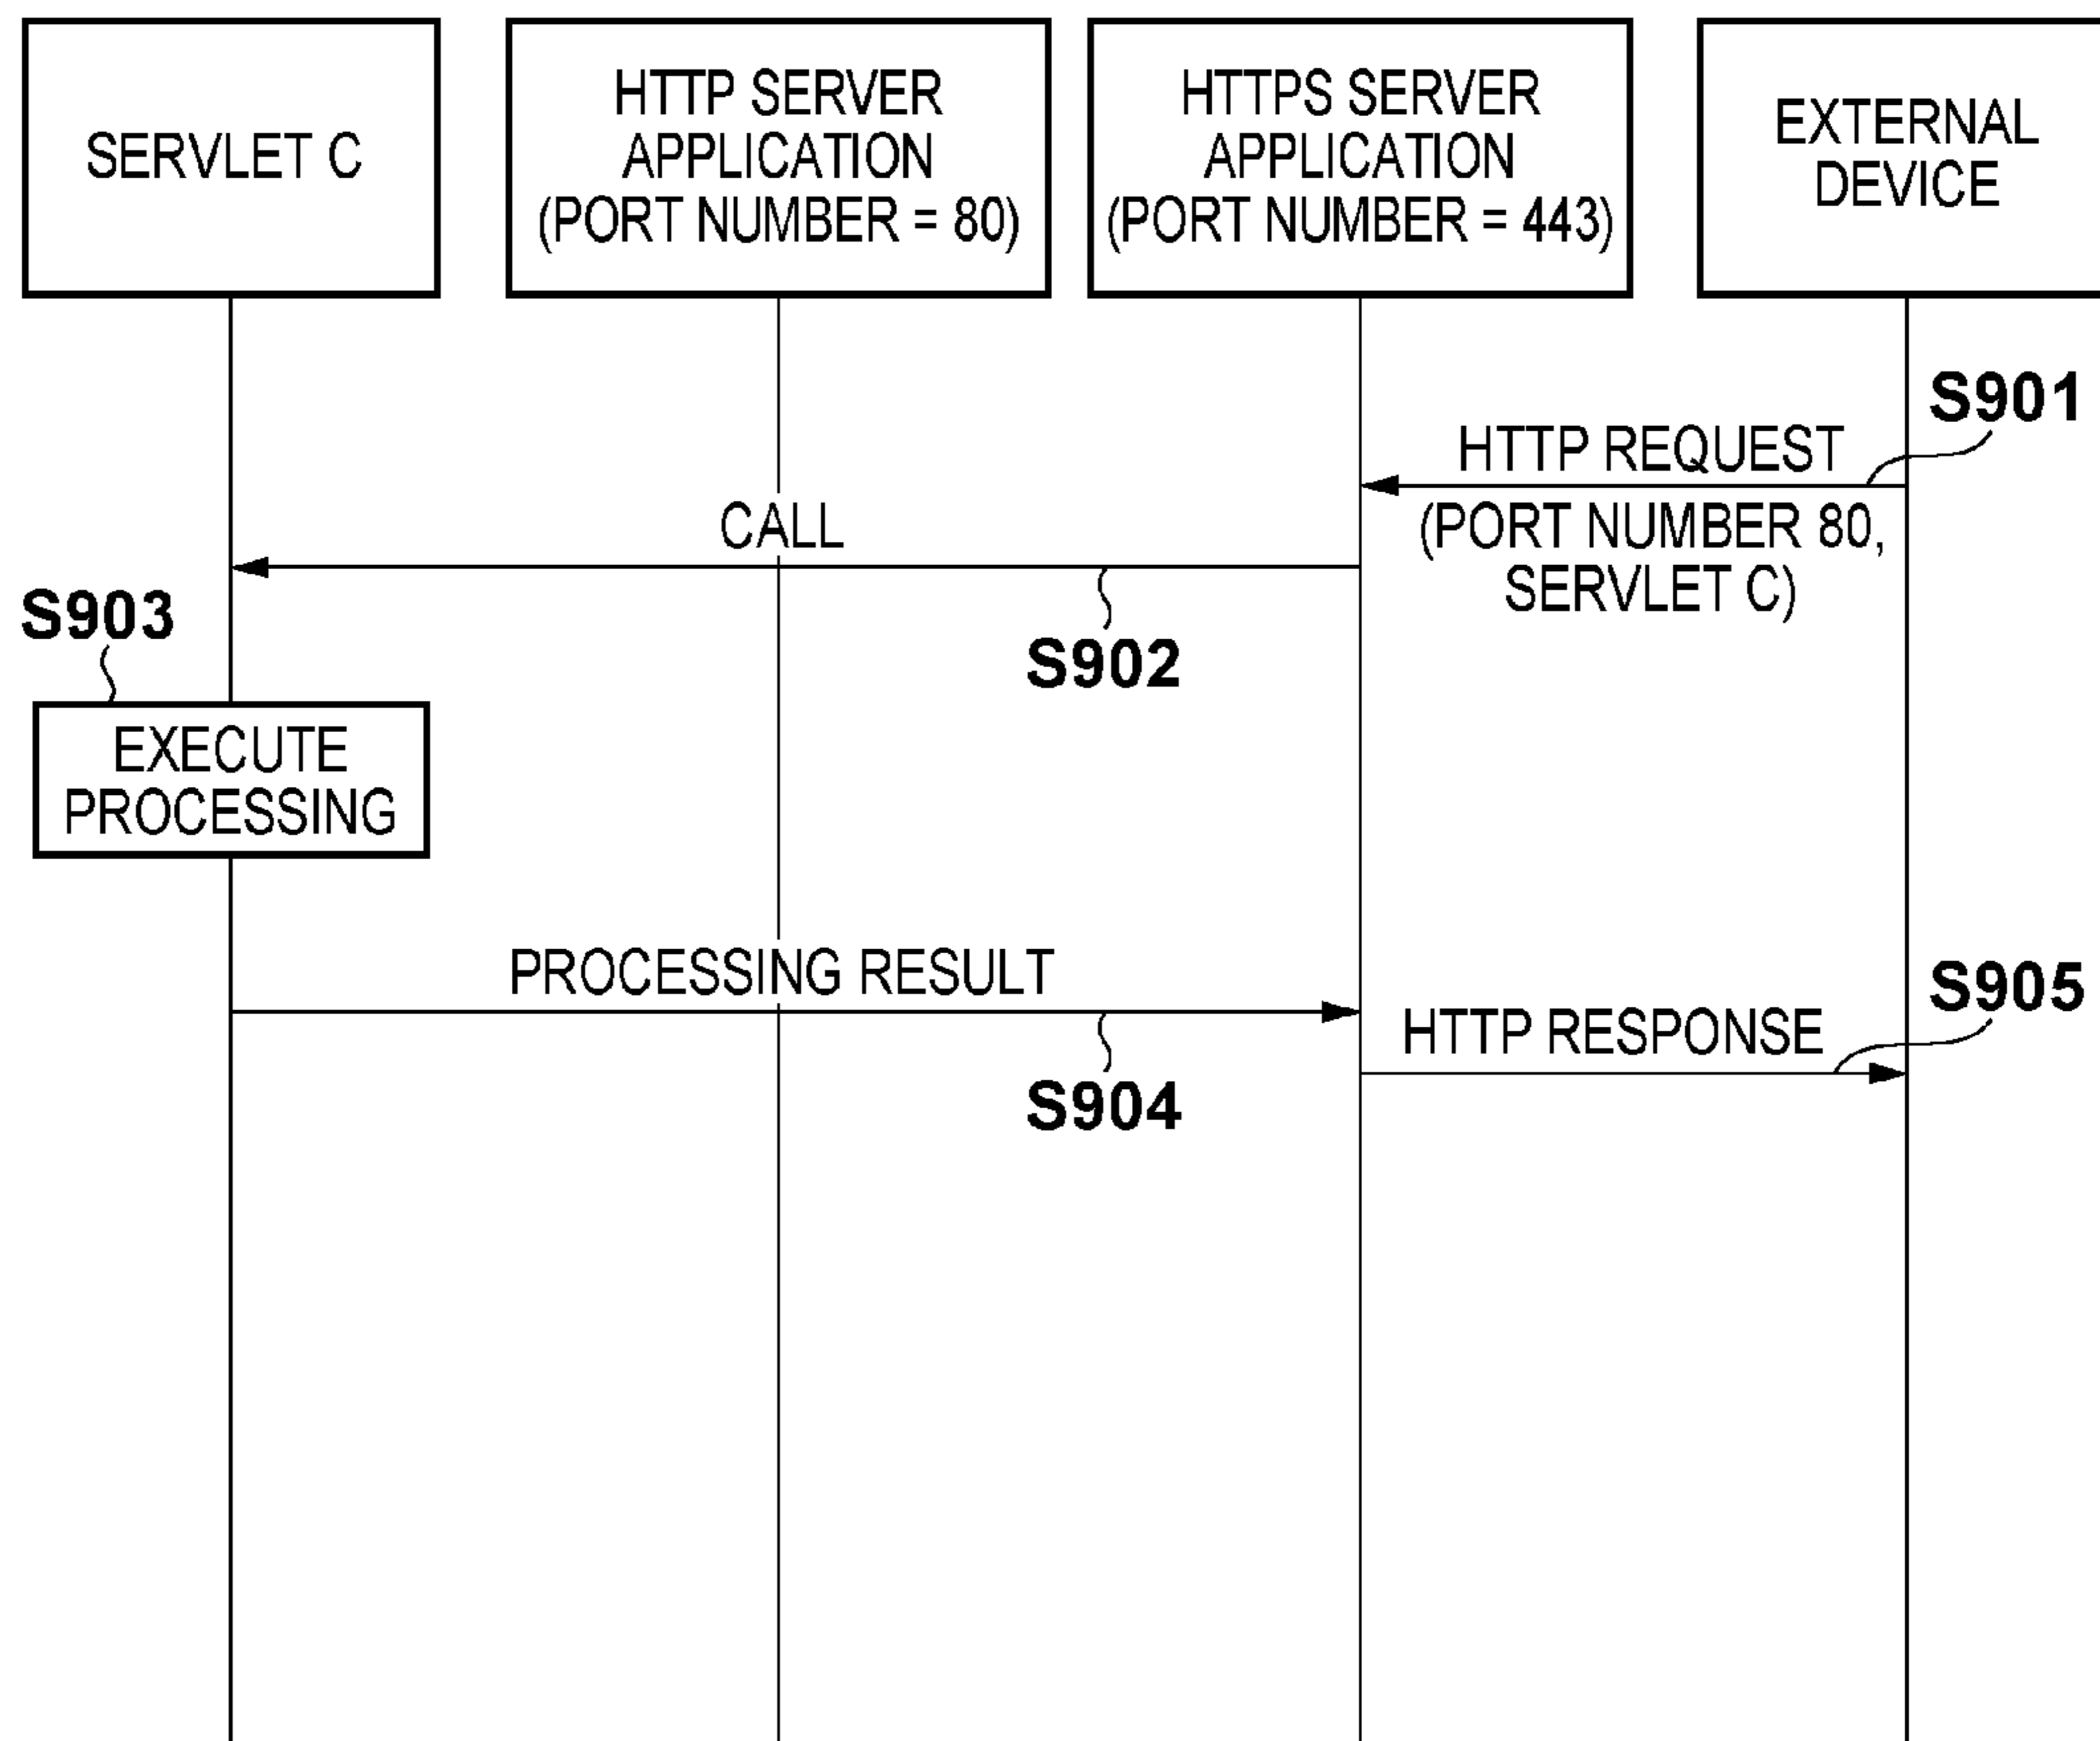 SERVLET C
HTTP SERVER
APPLICATION
(PORT NUMBER = 80)
HTTPS SERVER
APPLICATION
(PORT NUMBER = 443)
EXTERNAL
DEVICE
S901
HTTP REQUEST
(PORT NUMBER 80,
SERVLET C)
CALL
S902
S903
EXECUTE
PROCESSING
PROCESSING RESULT
S904
S905
HTTP RESPONSE